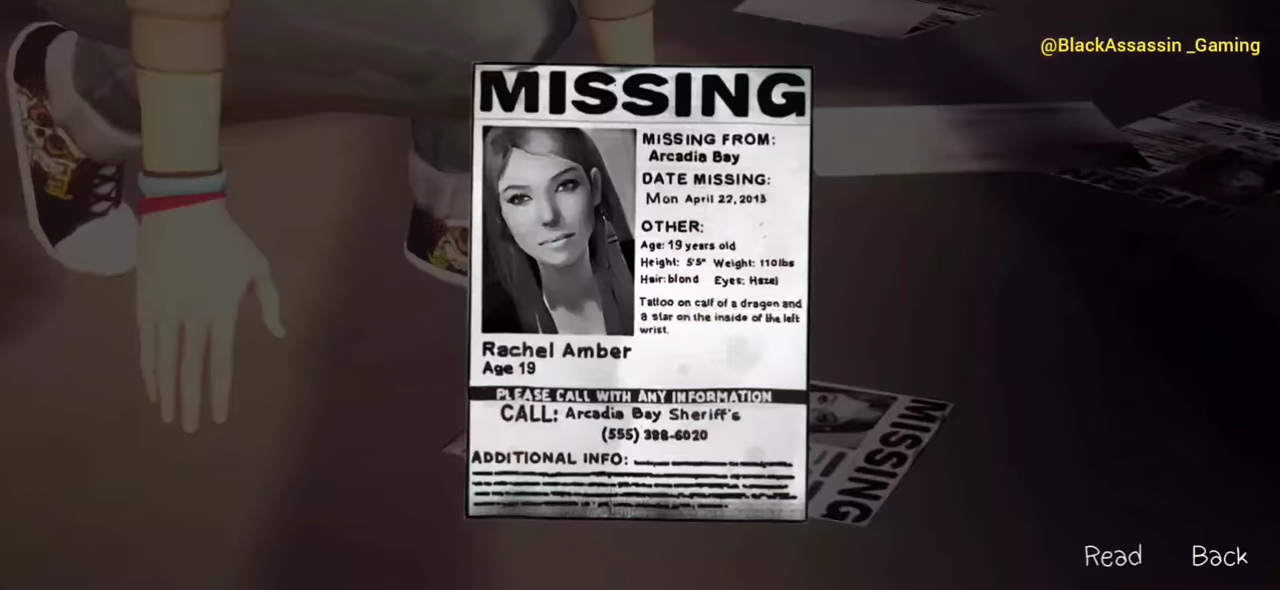 @BlackAssassin _Gaming
MISSING
MISSING FROM:
Arcadia Bay
DATE MISSING:
Mon April 22, 2013
OTHER:
Age: 19 years old
Height: 5'5" Weight: 110lbs
Hair: blond Eyes: Hazel
Tattoo on calf of a dragon and
a star on the inside of the left
wrist.
Rachel Amber
Age 19
PLEASE CALL WITH ANY INFORMATION
CALL: Arcadia Bay Sheriff's
(555) 398-6020
ADDITIONAL INFO:
MISSING
MISSING
Read Back